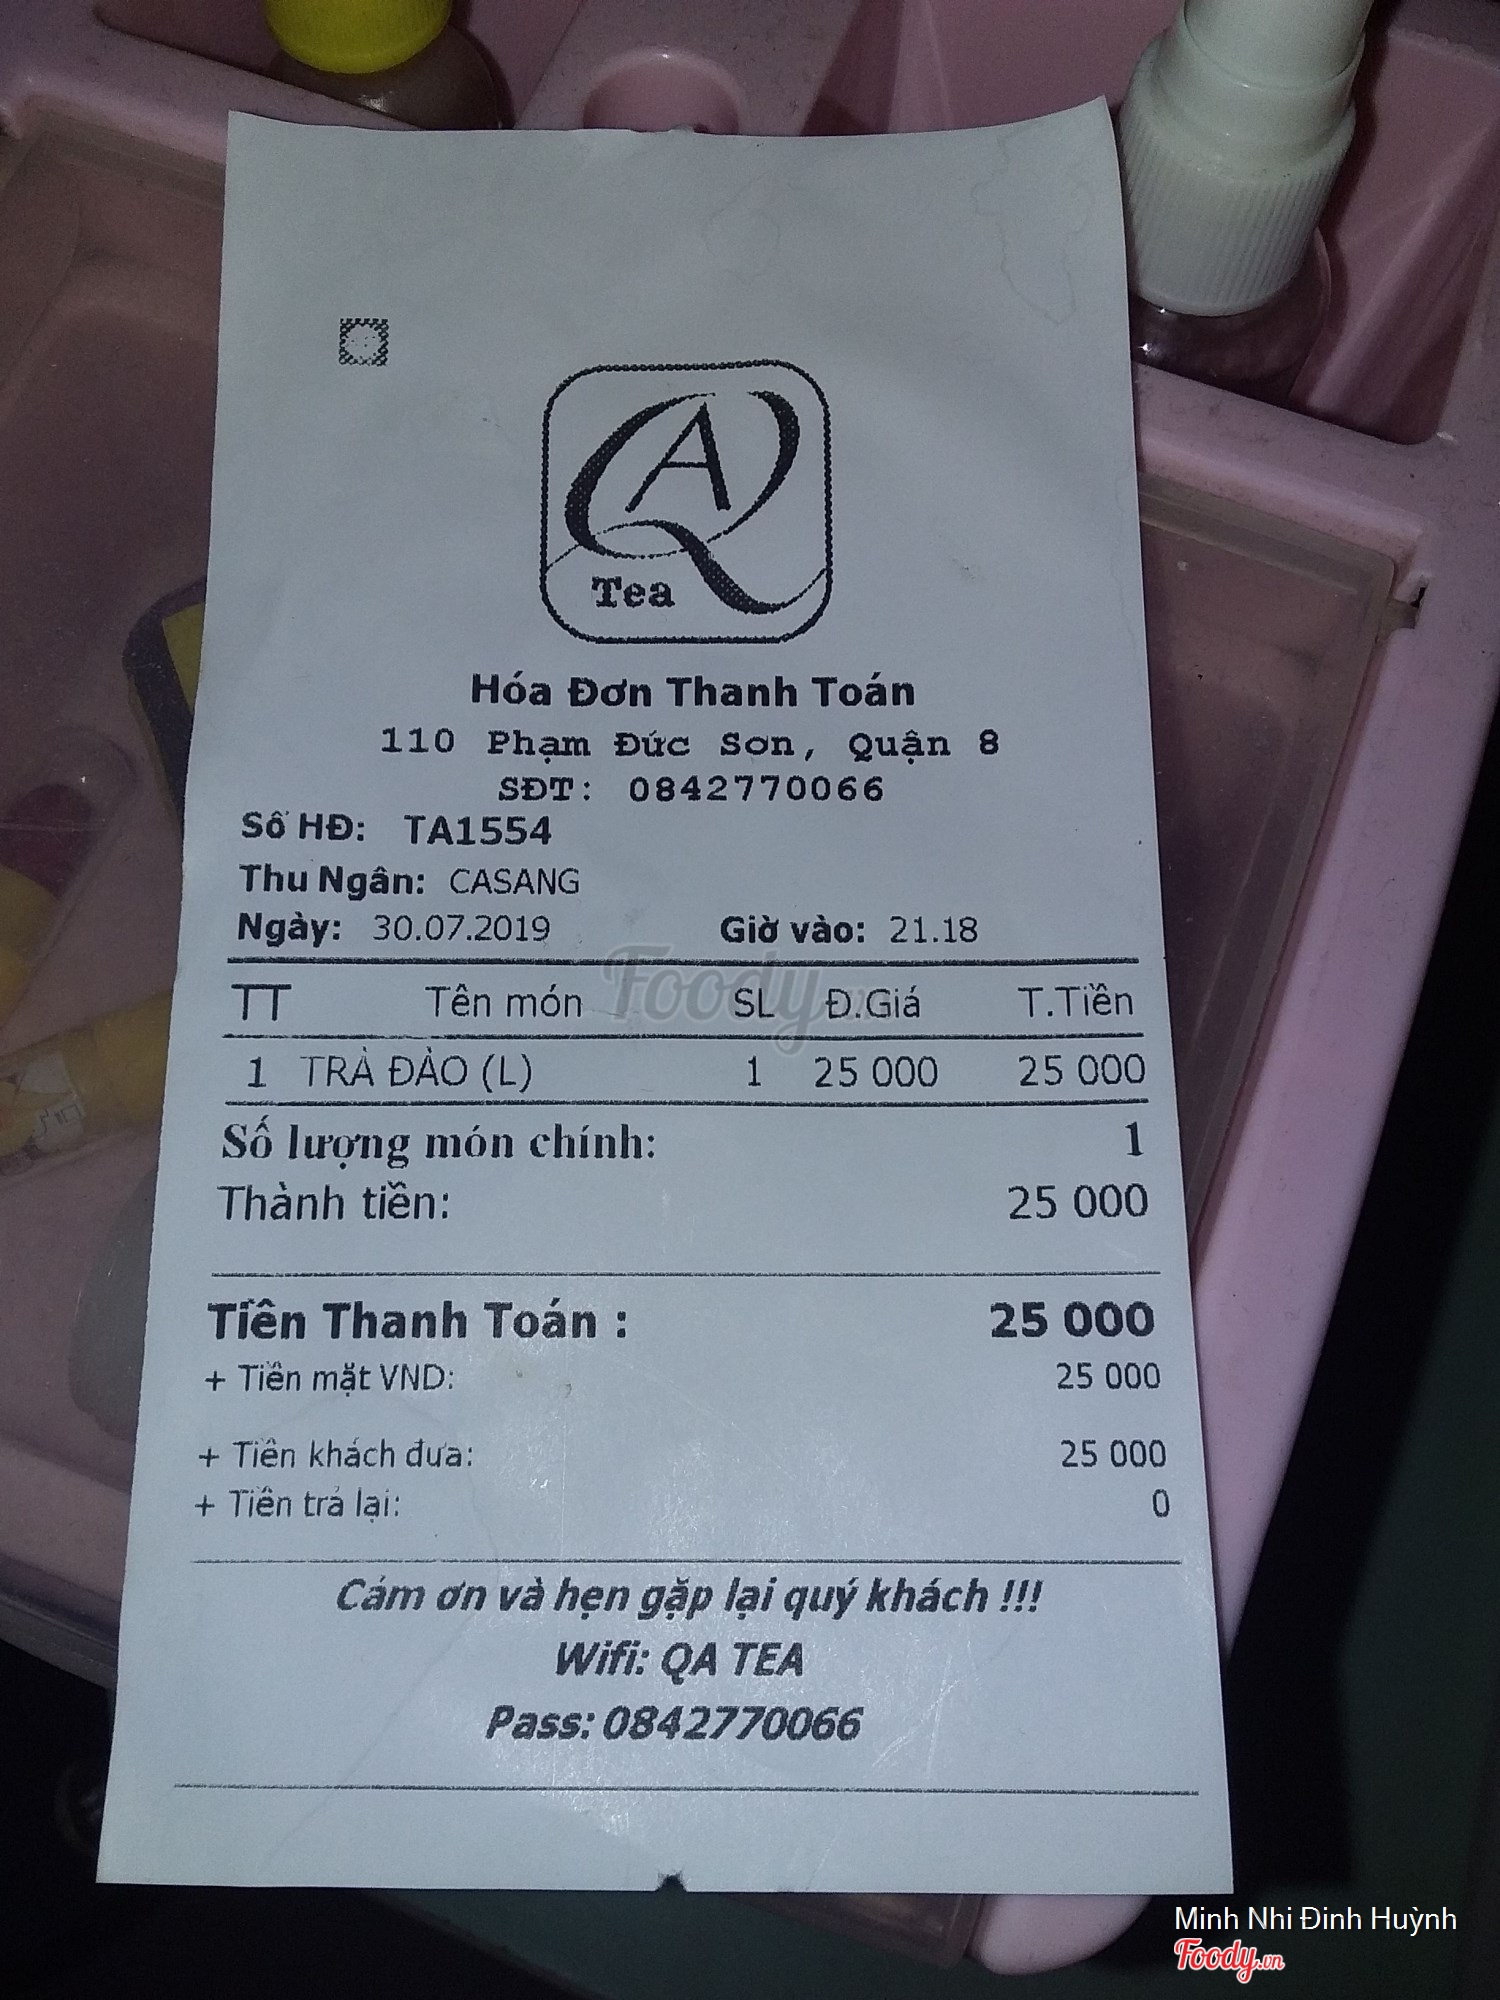 QA
Tea
Hóa Đơn Thanh Toán
110 Phạm Đức Sơn, Quận 8
SĐT: 0842770066
Số HĐ: TA1554
Thu Ngân: CASANG
Ngày: 30.07.2019 Giờ vào: 21.18
TT Tên món SL Đ.Giá T.Tiền
1 TRÀ ĐÀO (L) 1 25 000 25 000
Số lượng món chính: 1
Thành tiền: 25 000
Tiền Thanh Toán : 25 000
+ Tiền mặt VND: 25 000
+ Tiền khách đưa: 25 000
+ Tiền trả lại: 0
Cảm ơn và hẹn gặp lại quý khách !!!
Wifi: QA TEA
Pass: 0842770066
Foody.vn
Minh Nhi Đinh Huỳnh
Foody.vn